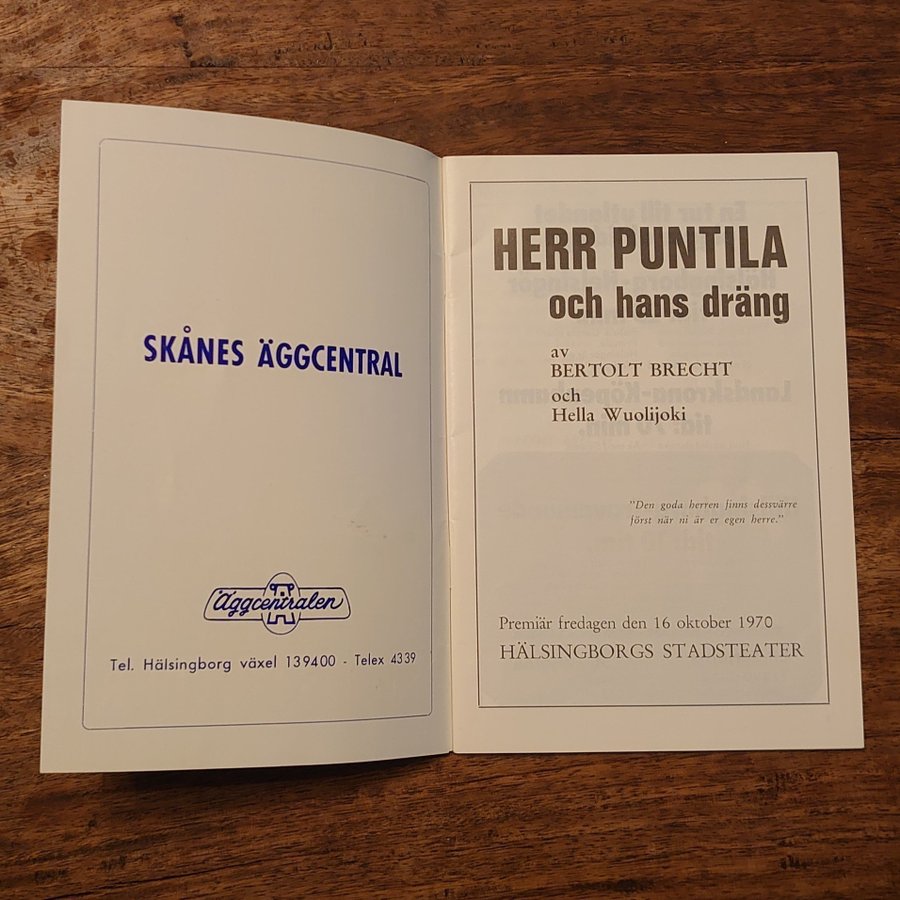 SKÅNES ÄGGCENTRAL
Äggcentralen
Tel. Hälsingborg växel 139400 - Telex 4339
HERR PUNTILA
och hans dräng
av
BERTOLT BRECHT
och
Hella Wuolijoki
"Den goda herren finns dessvärre
först när ni är er egen herre."
Premiär fredagen den 16 oktober 1970
HÄLSINGBORGS STADSTEATER